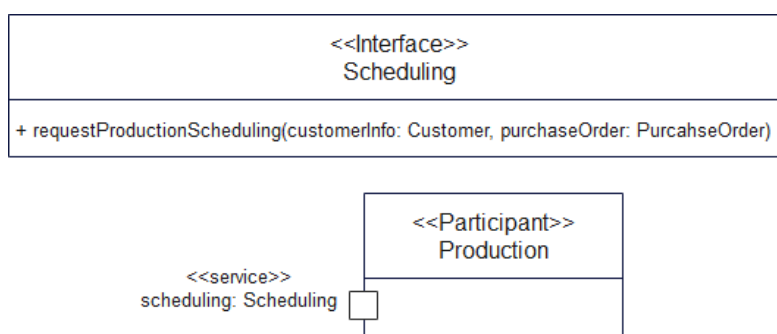 <<Interface>>
Scheduling
+ requestProductionScheduling(customerInfo: Customer, purchaseOrder: PurcahseOrder)
<<Participant>>
Production
<<service>>
scheduling: Scheduling